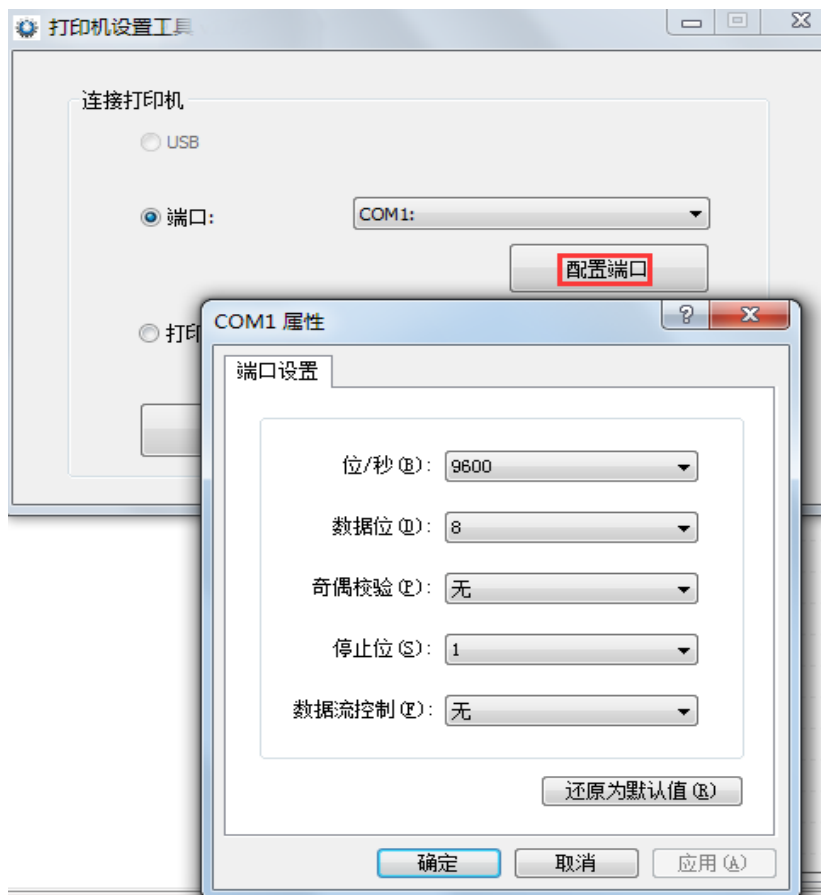 打印机设置工具
连接打印机
USB
端口: COM1:
配置端口
打印
COM1 属性
端口设置
位/秒(B): 9600
数据位(D): 8
奇偶校验(P): 无
停止位(S): 1
数据流控制(F): 无
还原为默认值(R)
确定 取消 应用(A)